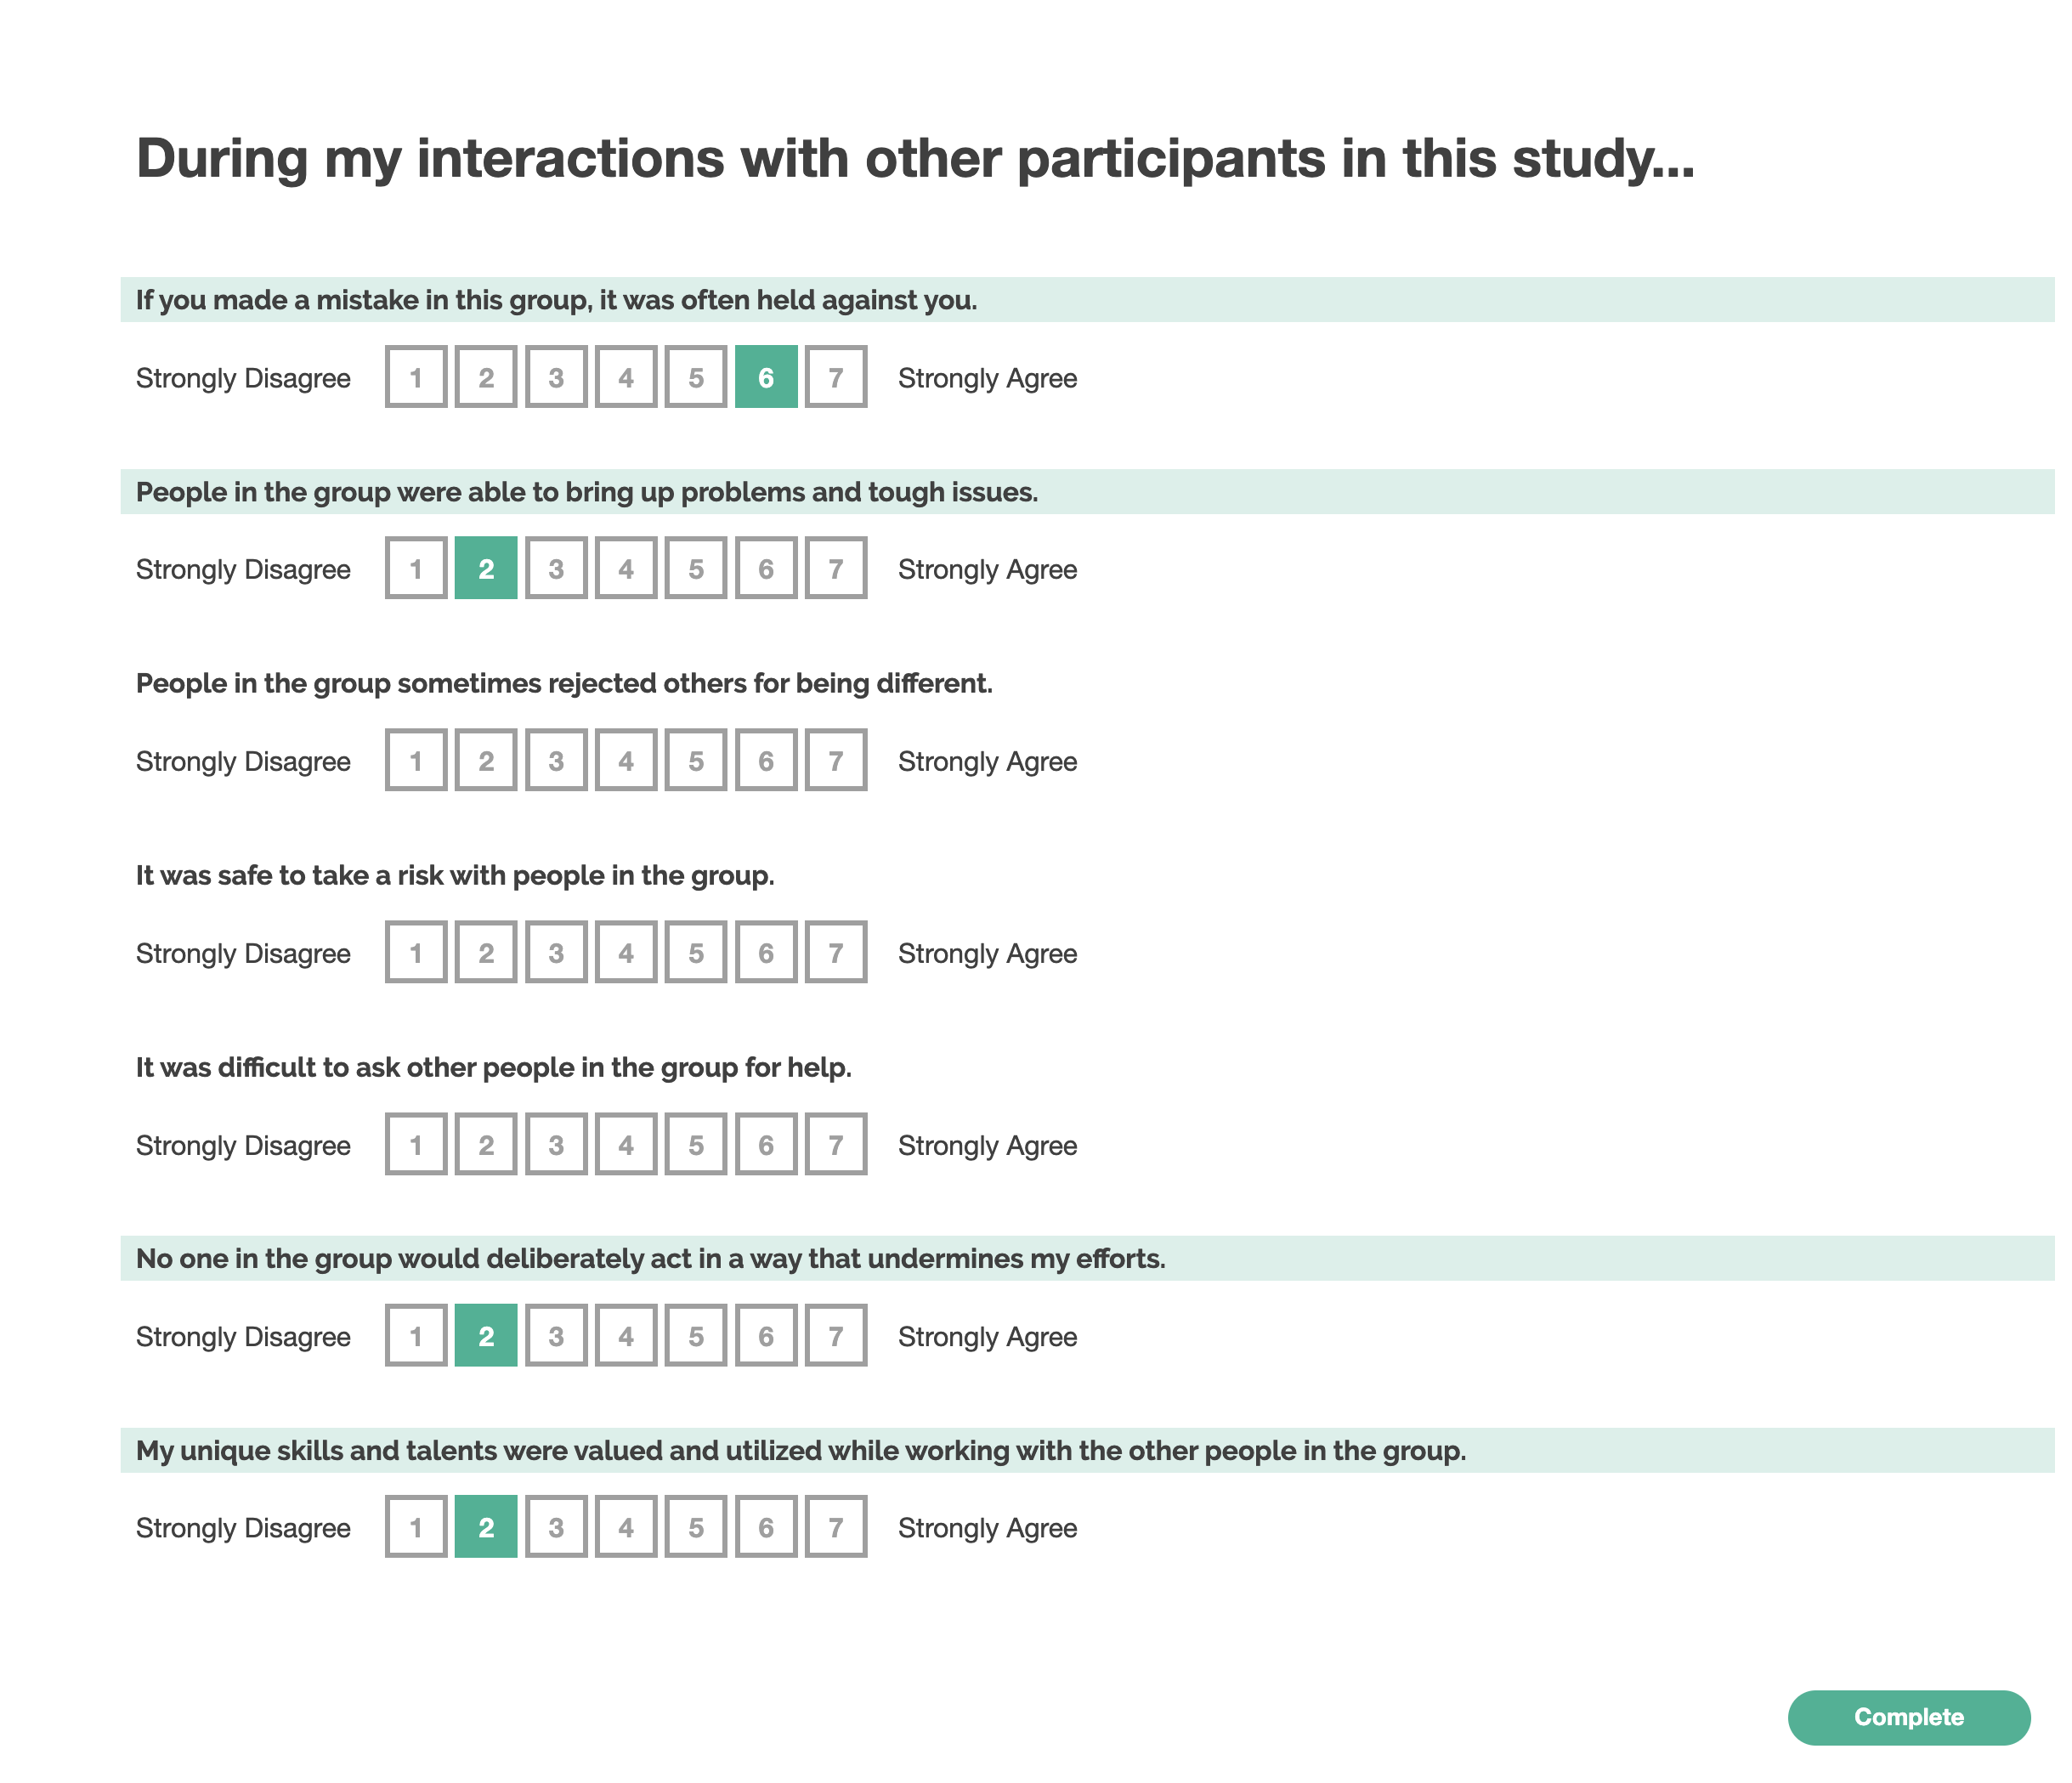 During my interactions with other participants in this study...
If you made a mistake in this group, it was often held against you.
Strongly Disagree 1 2 3 4 5 6 7 Strongly Agree
People in the group were able to bring up problems and tough issues.
Strongly Disagree 1 2 3 4 5 6 7 Strongly Agree
People in the group sometimes rejected others for being different.
Strongly Disagree 1 2 3 4 5 6 7 Strongly Agree
It was safe to take a risk with people in the group.
Strongly Disagree 1 2 3 4 5 6 7 Strongly Agree
It was difficult to ask other people in the group for help.
Strongly Disagree 1 2 3 4 5 6 7 Strongly Agree
No one in the group would deliberately act in a way that undermines my efforts.
Strongly Disagree 1 2 3 4 5 6 7 Strongly Agree
My unique skills and talents were valued and utilized while working with the other people in the group.
Strongly Disagree 1 2 3 4 5 6 7 Strongly Agree
Complete